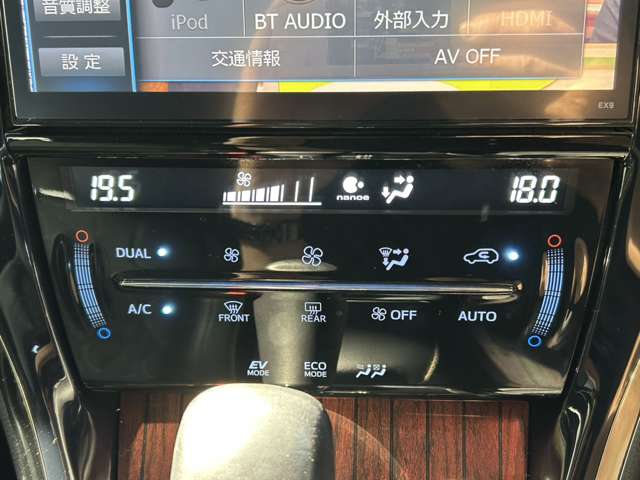 音質調整
iPod
BT AUDIO
外部入力
HDMI
設 定
交通情報
AV OFF
EX9
19.5
nanoe
18.0
DUAL
A/C
FRONT
REAR
OFF
AUTO
EV
MODE
ECO
MODE